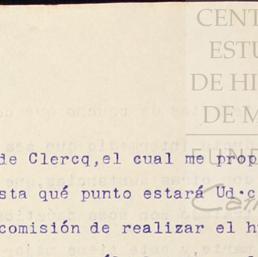 CENT
ESTU
DE HI
DE M
FUN
de Clercq,el cual me prop
sta qué punto estará Ud·c
comisión de realizar el h